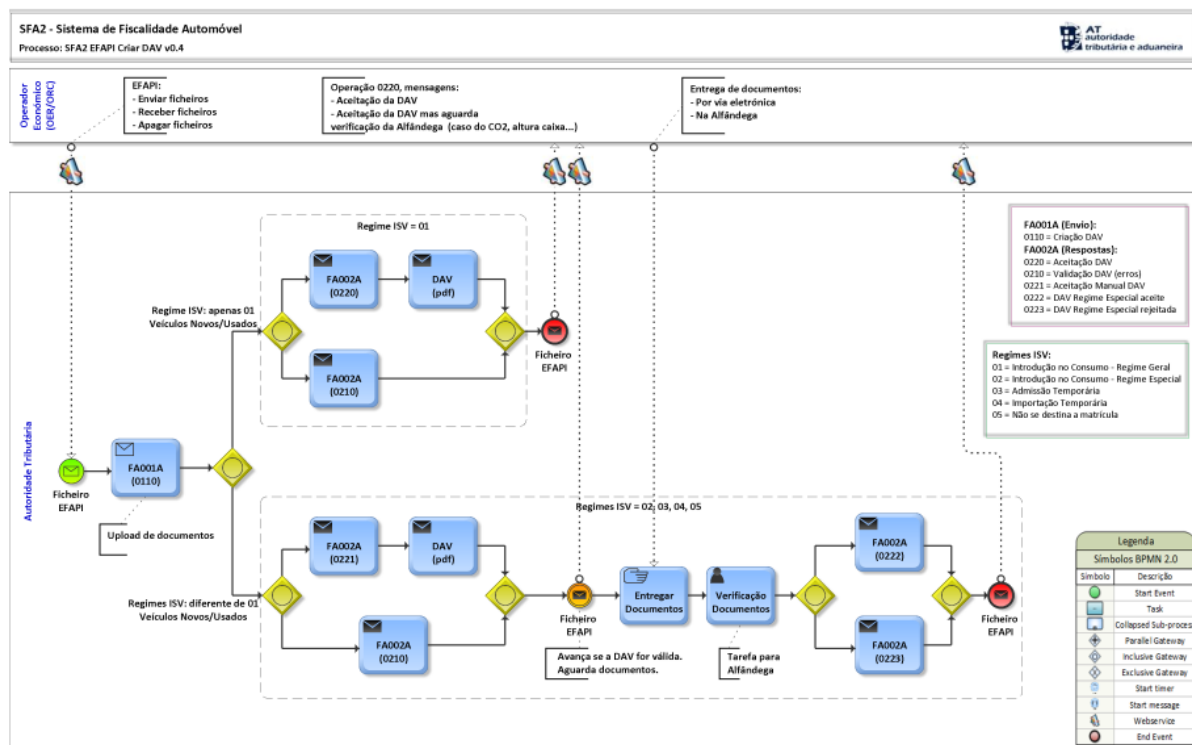 SFA2 - Sistema de Fiscalidade Automóvel
Processo: SFA2 EFAPI Criar DAV v0.4
AT
autoridade
tributária e aduaneira
Operador
Económico
(OER/ORC)
EFAPI:
- Enviar ficheiros
- Receber ficheiros
- Apagar ficheiros
Operação 0220, mensagens:
- Aceitação da DAV
- Aceitação da DAV mas aguarda
verificação da Alfândega (caso do CO2, altura caixa...)
Entrega de documentos:
- Por via eletrónica
- Na Alfândega
Autoridade Tributária
Regime ISV = 01
FA002A
(0220)
DAV
(pdf)
Regime ISV: apenas 01
Veículos Novos/Usados
FA002A
(0210)
Ficheiro
EFAPI
FA001A (Envio):
0110 = Criação DAV
FA002A (Respostas):
0220 = Aceitação DAV
0210 = Validação DAV (erros)
0221 = Aceitação Manual DAV
0222 = DAV Regime Especial aceite
0223 = DAV Regime Especial rejeitada
Regimes ISV:
01 = Introdução no Consumo - Regime Geral
02 = Introdução no Consumo - Regime Especial
03 = Admissão Temporária
04 = Importação Temporária
05 = Não se destina a matrícula
Ficheiro
EFAPI
FA001A
(0110)
Upload de documentos
Regimes ISV = 02, 03, 04, 05
FA002A
(0221)
DAV
(pdf)
Regimes ISV: diferente de 01
Veículos Novos/Usados
FA002A
(0210)
Ficheiro
EFAPI
Avança se a DAV for válida.
Aguarda documentos.
Entregar
Documentos
Verificação
Documentos
Tarefa para
Alfândega
FA002A
(0222)
FA002A
(0223)
Ficheiro
EFAPI
Legenda
Símbolos BPMN 2.0
Símbolo Descrição
Start Event
Task
Collapsed Sub-proces
Parallel Gateway
Inclusive Gateway
Exclusive Gateway
Start timer
Start message
Webservice
End Event